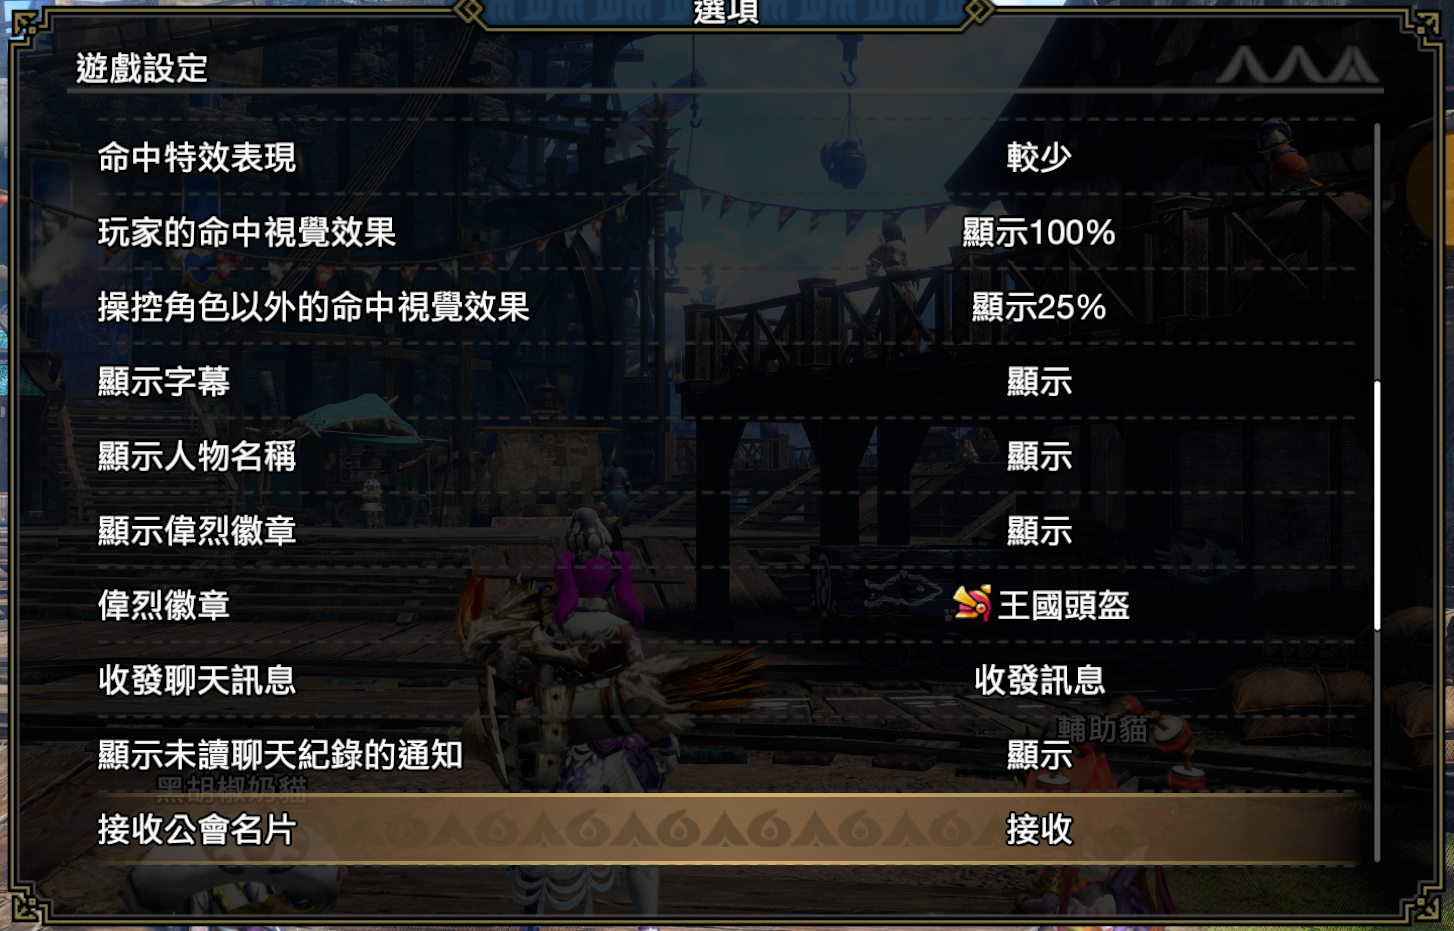 選項
遊戲設定
命中特效表現 較少
玩家的命中視覺效果 顯示100%
操控角色以外的命中視覺效果 顯示25%
顯示字幕 顯示
顯示人物名稱 顯示
顯示偉烈徽章 顯示
偉烈徽章 王國頭盔
收發聊天訊息 收發訊息
輔助貓
顯示未讀聊天紀錄的通知 顯示
黑胡椒奶貓
接收公會名片 接收